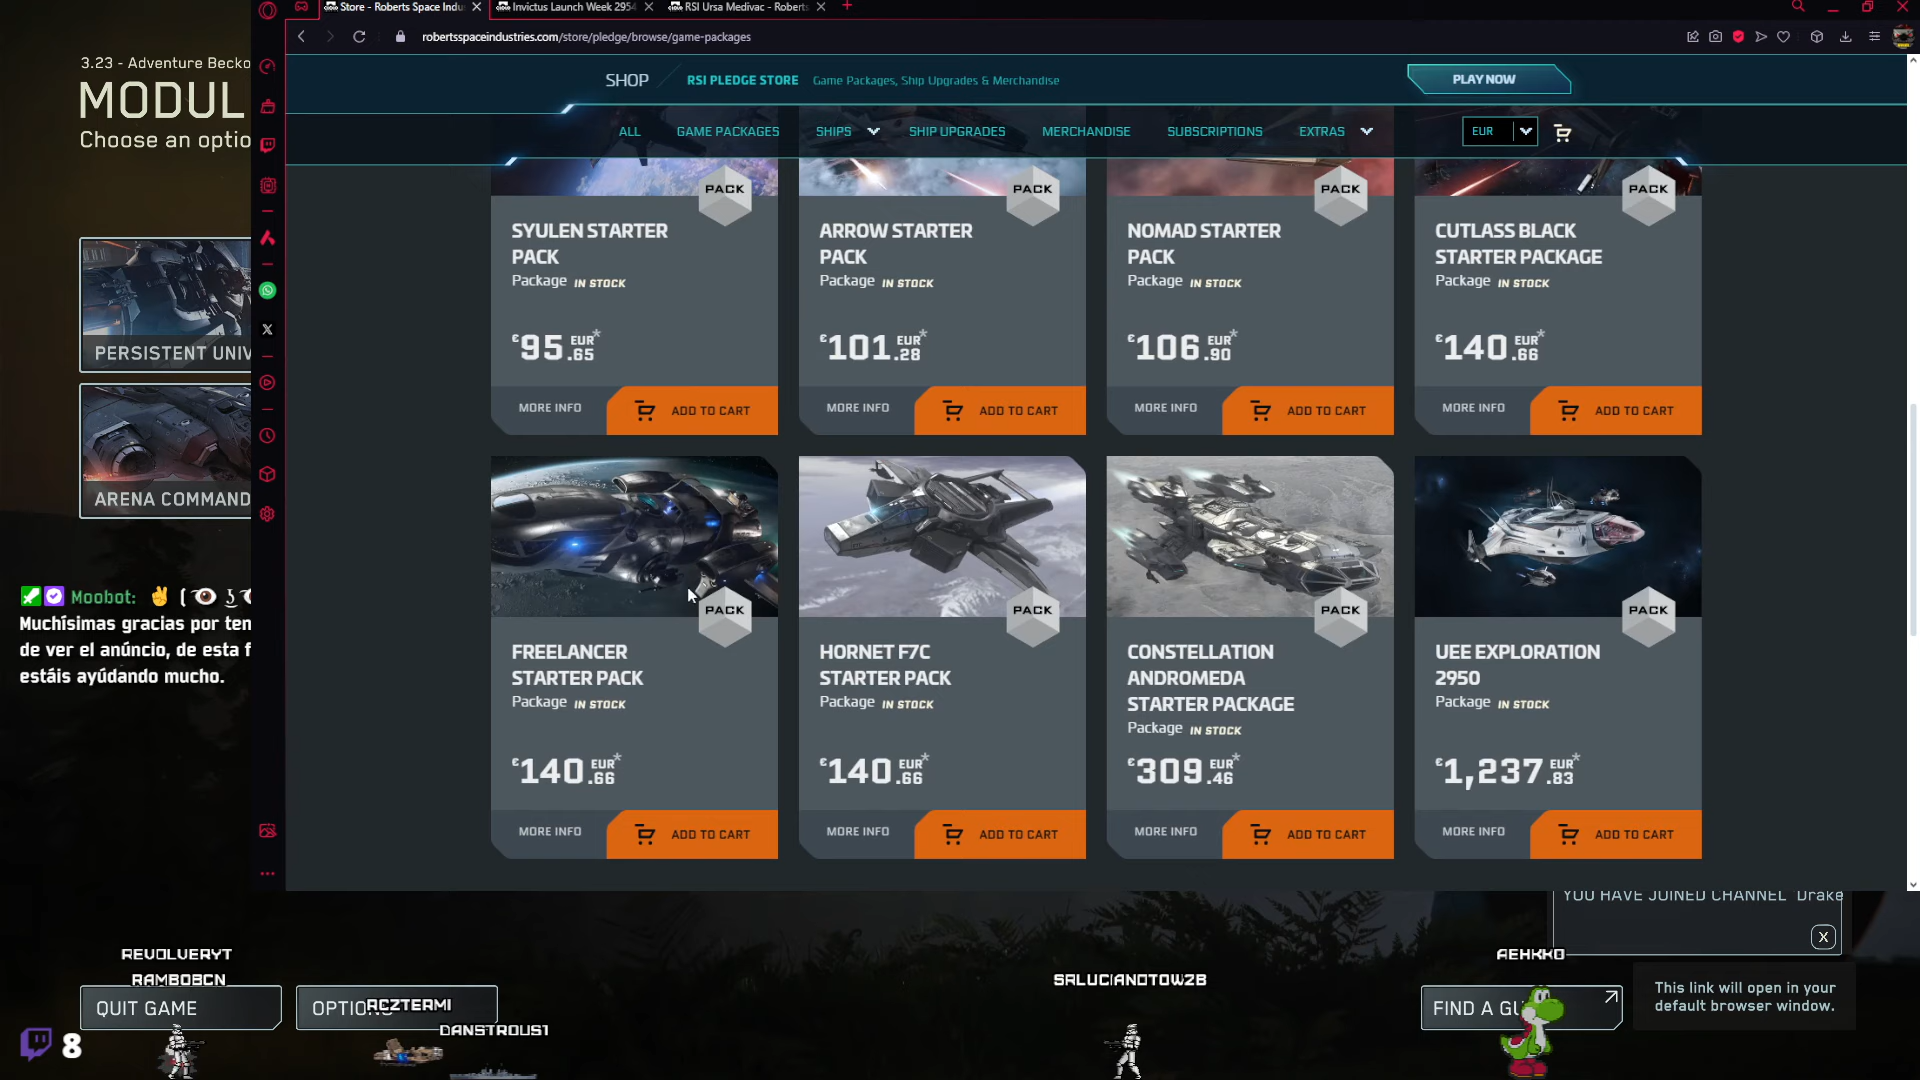 Store - Roberts Space Indu
Invictus Launch Week 2954
RSI Ursa Medivac - Roberts
robertsspaceindustries.com/store/pledge/browse/game-packages
3.23 - Adventure Becko
MODUL
Choose an optio
PERSISTENT UNIV
ARENA COMMAND
SHOP
RSI PLEDGE STORE
Game Packages, Ship Upgrades & Merchandise
PLAY NOW
ALL
GAME PACKAGES
SHIPS
SHIP UPGRADES
MERCHANDISE
SUBSCRIPTIONS
EXTRAS
EUR
PACK
SYULEN STARTER
PACK
Package IN STOCK
€95.65 EUR*
MORE INFO
ADD TO CART
PACK
ARROW STARTER
PACK
Package IN STOCK
€101.28 EUR*
MORE INFO
ADD TO CART
PACK
NOMAD STARTER
PACK
Package IN STOCK
€106.90 EUR*
MORE INFO
ADD TO CART
PACK
CUTLASS BLACK
STARTER PACKAGE
Package IN STOCK
€140.66 EUR*
MORE INFO
ADD TO CART
PACK
FREELANCER
STARTER PACK
Package IN STOCK
€140.66 EUR*
MORE INFO
ADD TO CART
PACK
HORNET F7C
STARTER PACK
Package IN STOCK
€140.66 EUR*
MORE INFO
ADD TO CART
PACK
CONSTELLATION
ANDROMEDA
STARTER PACKAGE
Package IN STOCK
€309.46 EUR*
MORE INFO
ADD TO CART
PACK
UEE EXPLORATION
2950
Package IN STOCK
€1,237.83 EUR*
MORE INFO
ADD TO CART
Moobot:
Muchísimas gracias por ten
de ver el anúncio, de esta f
estáis ayúdando mucho.
YOU HAVE JOINED CHANNEL Drake
X
REVOLVERYT
RAMBOBCN
QUIT GAME
OPTION
RCZTERMI
DANSTROUS1
SRLUCIANOTOWZB
AEHKKO
FIND A GU
This link will open in your
default browser window.
8